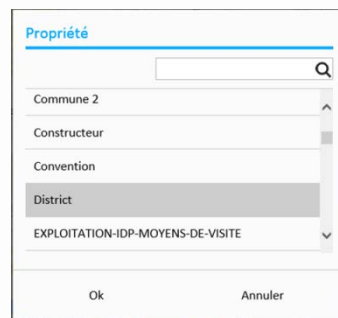 Propriété
Commune 2
Constructeur
Convention
District
EXPLOITATION-IDP-MOYENS-DE-VISITE
Ok Annuler